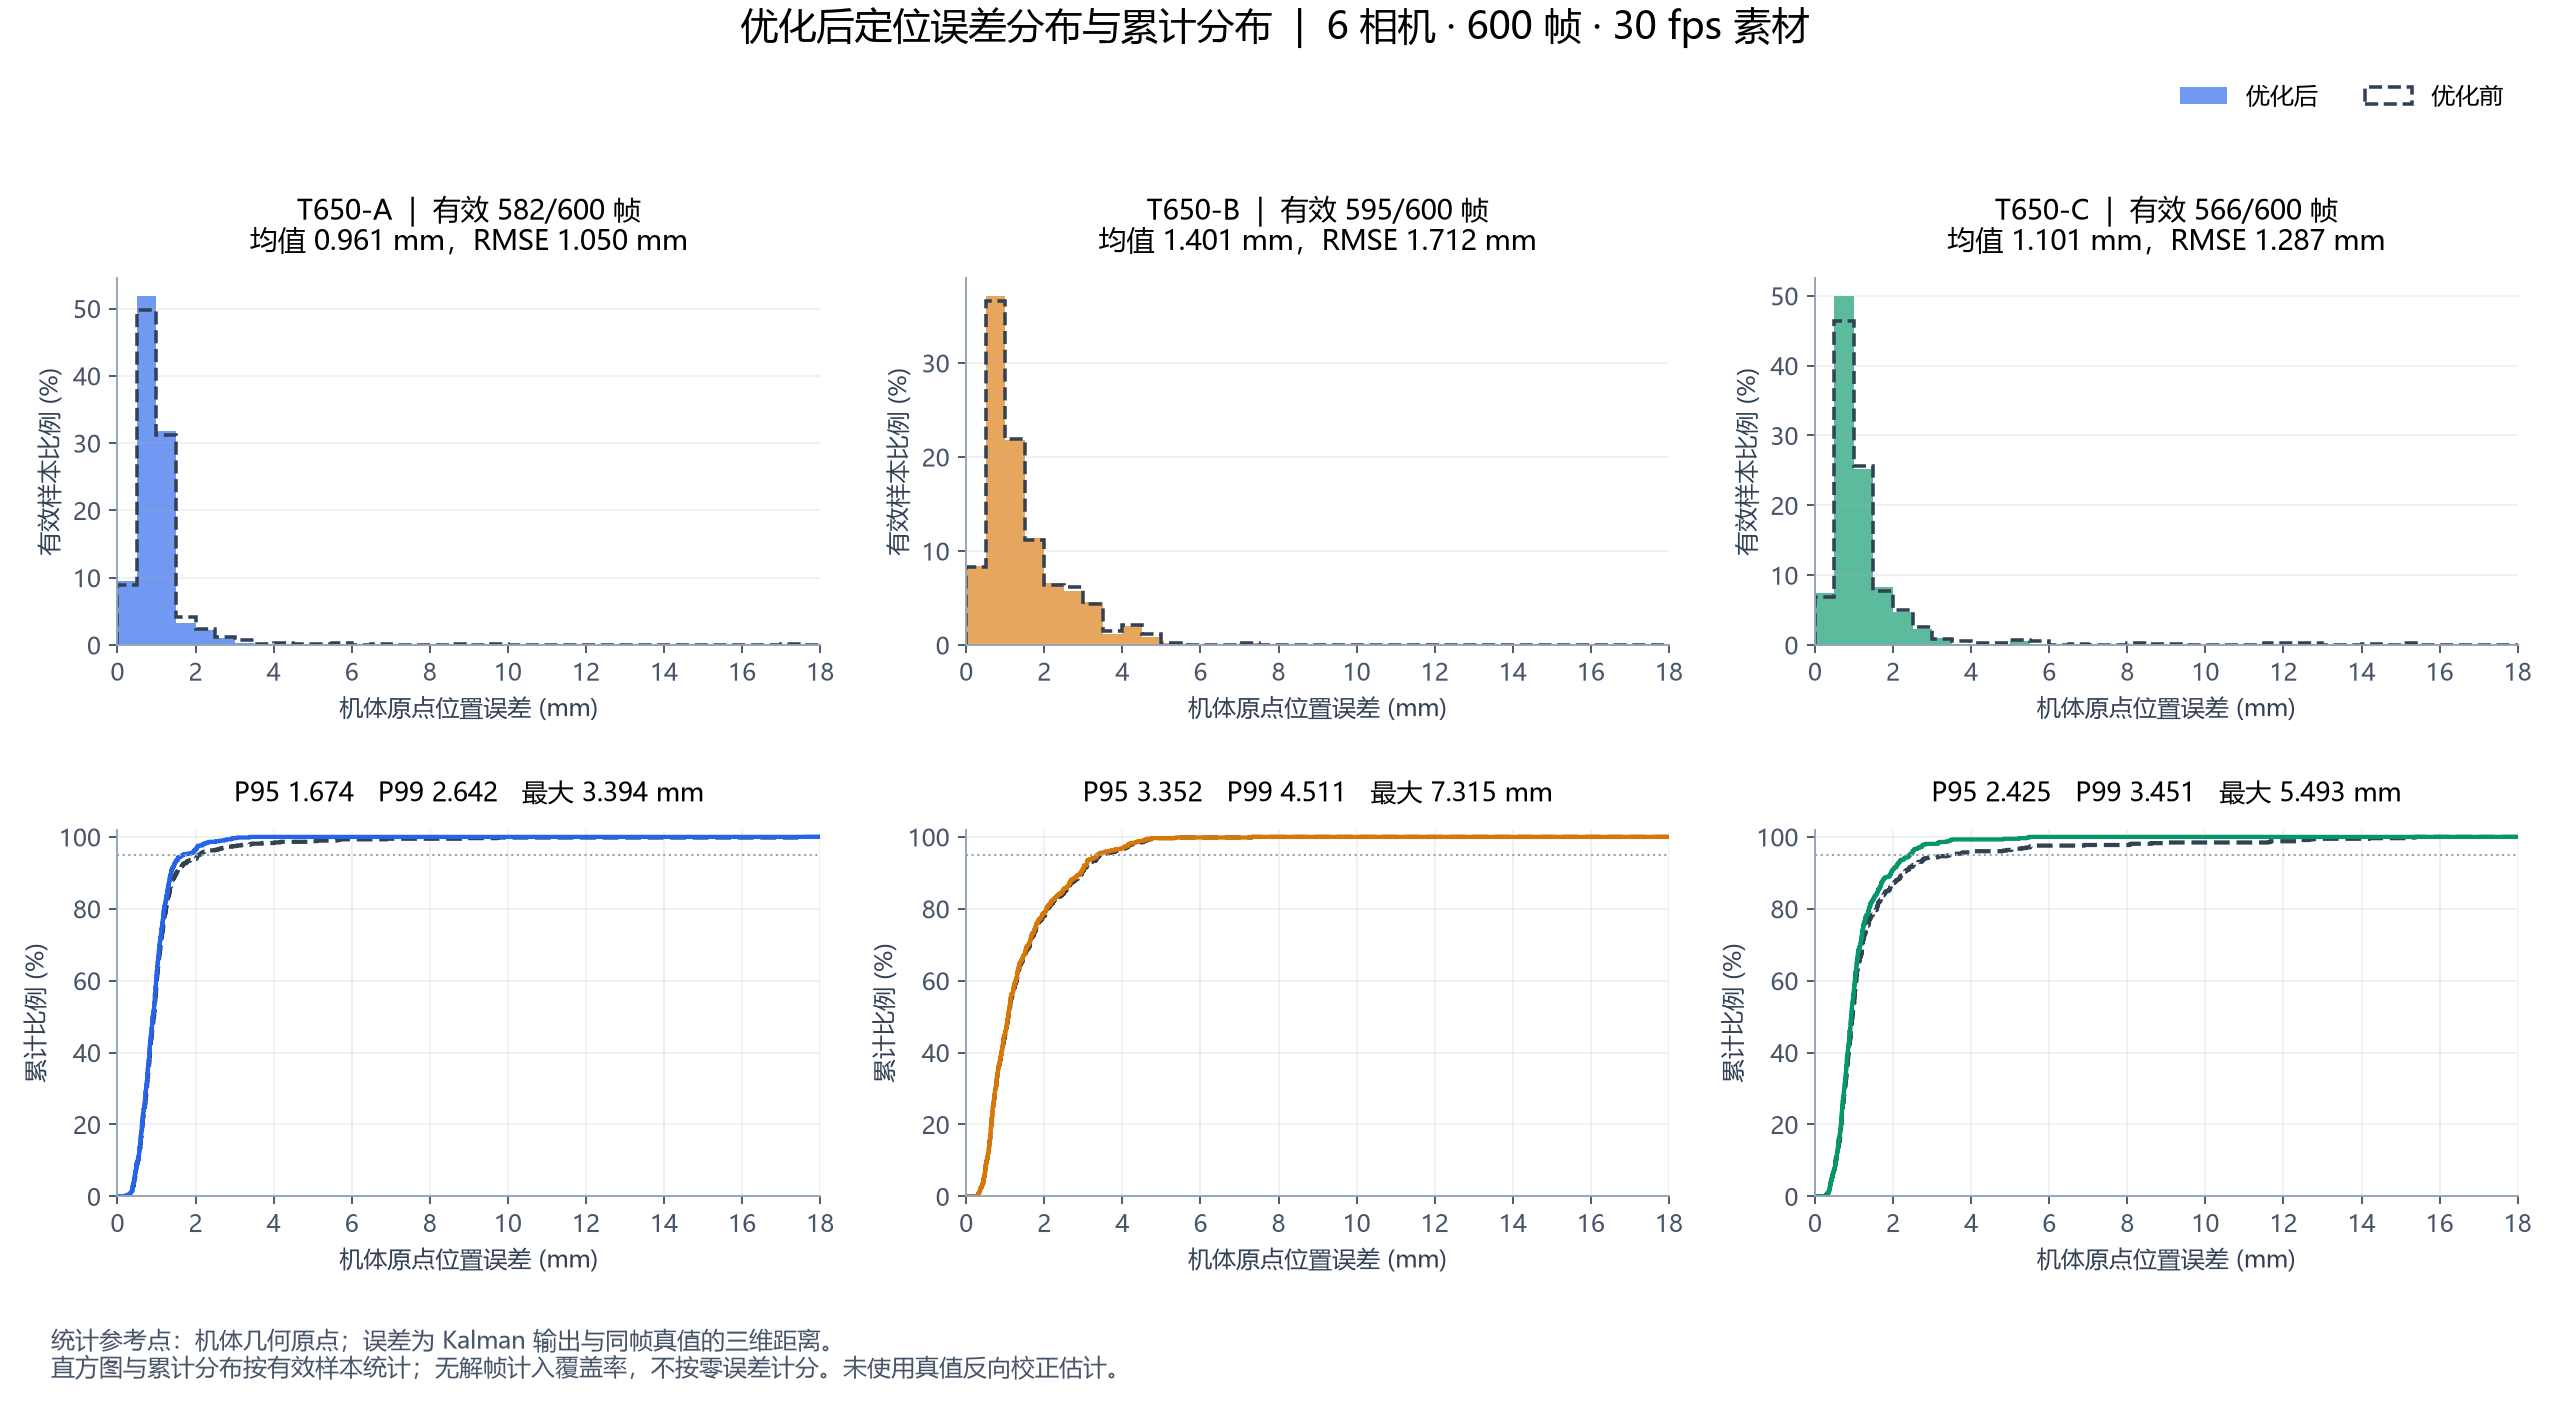 优化后定位误差分布与累计分布 | 6 相机 · 600 帧 · 30 fps 素材
优化后 优化前
T650-A | 有效 582/600 帧
均值 0.961 mm，RMSE 1.050 mm
有效样本比例 (%)
50
40
30
20
10
0
0 2 4 6 8 10 12 14 16 18
机体原点位置误差 (mm)
T650-B | 有效 595/600 帧
均值 1.401 mm，RMSE 1.712 mm
有效样本比例 (%)
30
20
10
0
0 2 4 6 8 10 12 14 16 18
机体原点位置误差 (mm)
T650-C | 有效 566/600 帧
均值 1.101 mm，RMSE 1.287 mm
有效样本比例 (%)
50
40
30
20
10
0
0 2 4 6 8 10 12 14 16 18
机体原点位置误差 (mm)
P95 1.674 P99 2.642 最大 3.394 mm
累计比例 (%)
100
80
60
40
20
0
0 2 4 6 8 10 12 14 16 18
机体原点位置误差 (mm)
P95 3.352 P99 4.511 最大 7.315 mm
累计比例 (%)
100
80
60
40
20
0
0 2 4 6 8 10 12 14 16 18
机体原点位置误差 (mm)
P95 2.425 P99 3.451 最大 5.493 mm
累计比例 (%)
100
80
60
40
20
0
0 2 4 6 8 10 12 14 16 18
机体原点位置误差 (mm)
统计参考点：机体几何原点；误差为 Kalman 输出与同帧真值的三维距离。
直方图与累计分布按有效样本统计；无解帧计入覆盖率，不按零误差计分。未使用真值反向校正估计。